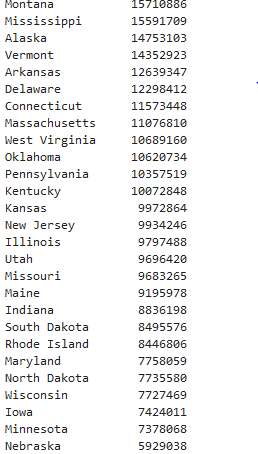 Montana 15710886
Mississippi 15591709
Alaska 14753103
Vermont 14352923
Arkansas 12639347
Delaware 12298412
Connecticut 11573448
Massachusetts 11076810
West Virginia 10689160
Oklahoma 10620734
Pennsylvania 10357519
Kentucky 10072848
Kansas 9972864
New Jersey 9934246
Illinois 9797488
Utah 9696420
Missouri 9683265
Maine 9195978
Indiana 8836198
South Dakota 8495576
Rhode Island 8446806
Maryland 7758059
North Dakota 7735580
Wisconsin 7727469
Iowa 7424011
Minnesota 7378068
Nebraska 5929038